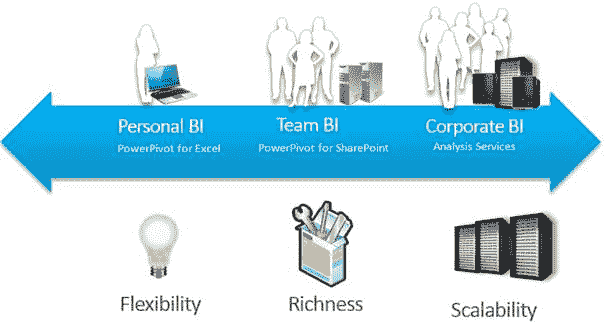 Personal BI
PowerPivot for Excel
Team BI
PowerPivot for SharePoint
Corporate BI
Analysis Services
Flexibility
Richness
Scalability